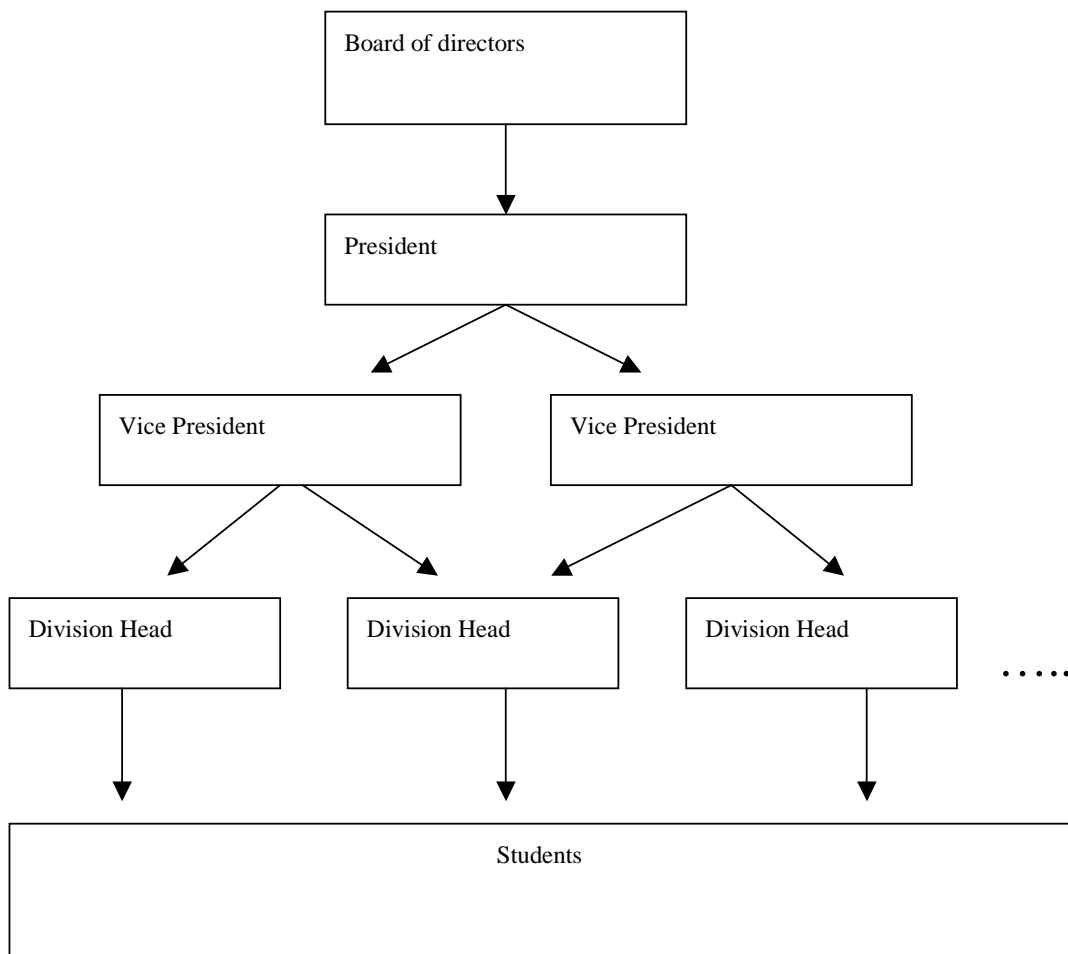 Board of directors
President
Vice President
Vice President
Division Head
Division Head
Division Head
.....
Students